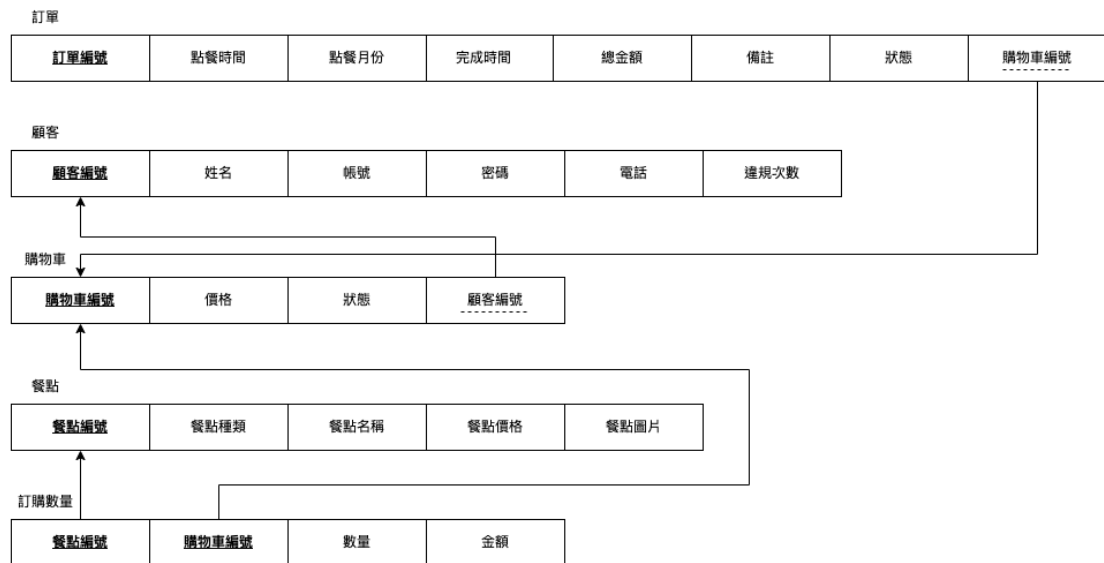 訂單
訂單編號 點餐時間 點餐月份 完成時間 總金額 備註 狀態 購物車編號
顧客
顧客編號 姓名 帳號 密碼 電話 違規次數
購物車
購物車編號 價格 狀態 顧客編號
餐點
餐點編號 餐點種類 餐點名稱 餐點價格 餐點圖片
訂購數量
餐點編號 購物車編號 數量 金額